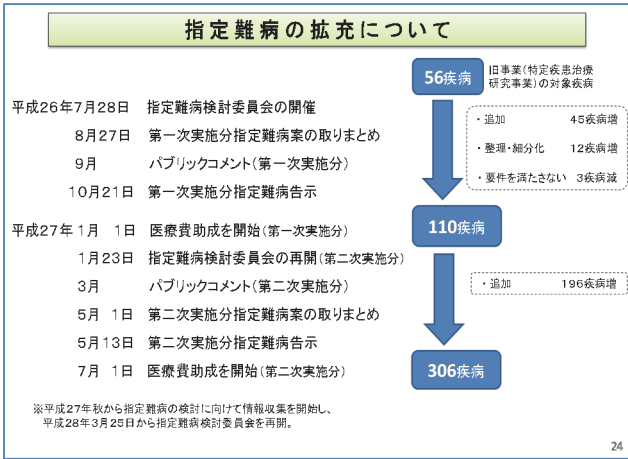 指定難病の拡充について
56疾病
旧事業(特定疾患治療
研究事業)の対象疾病
平成26年7月28日 指定難病検討委員会の開催
8月27日 第一次実施分指定難病案の取りまとめ
9月 パブリックコメント(第一次実施分)
10月21日 第一次実施分指定難病告示
・追加 45疾病増
・整理・細分化 12疾病増
・要件を満たさない 3疾病減
平成27年 1月 1日 医療費助成を開始(第一次実施分)
110疾病
1月23日 指定難病検討委員会の再開(第二次実施分)
3月 パブリックコメント(第二次実施分)
・追加 196疾病増
5月 1日 第二次実施分指定難病案の取りまとめ
5月13日 第二次実施分指定難病告示
7月 1日 医療費助成を開始(第二次実施分)
306疾病
※平成27年秋から指定難病の検討に向けて情報収集を開始し、
平成28年3月25日から指定難病検討委員会を再開。
24